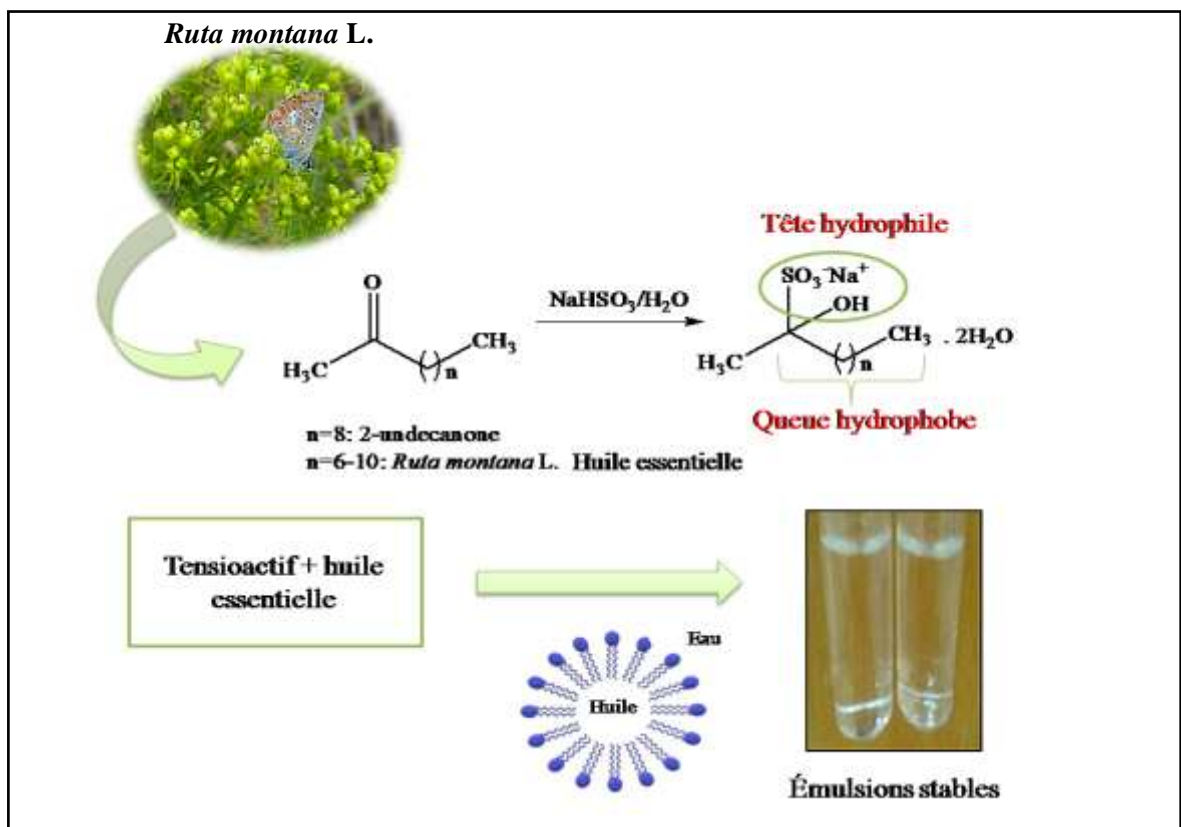 Ruta montana L.
Tête hydrophile
O
NaHSO₃/H₂O
SO₃⁻Na⁺
OH
H₃C
( )n
CH₃
H₃C
( )n
CH₃ . 2H₂O
Queue hydrophobe
n=8: 2-undecanone
n=6-10: Ruta montana L. Huile essentielle
Tensioactif + huile
essentielle
Eau
Huile
Émulsions stables